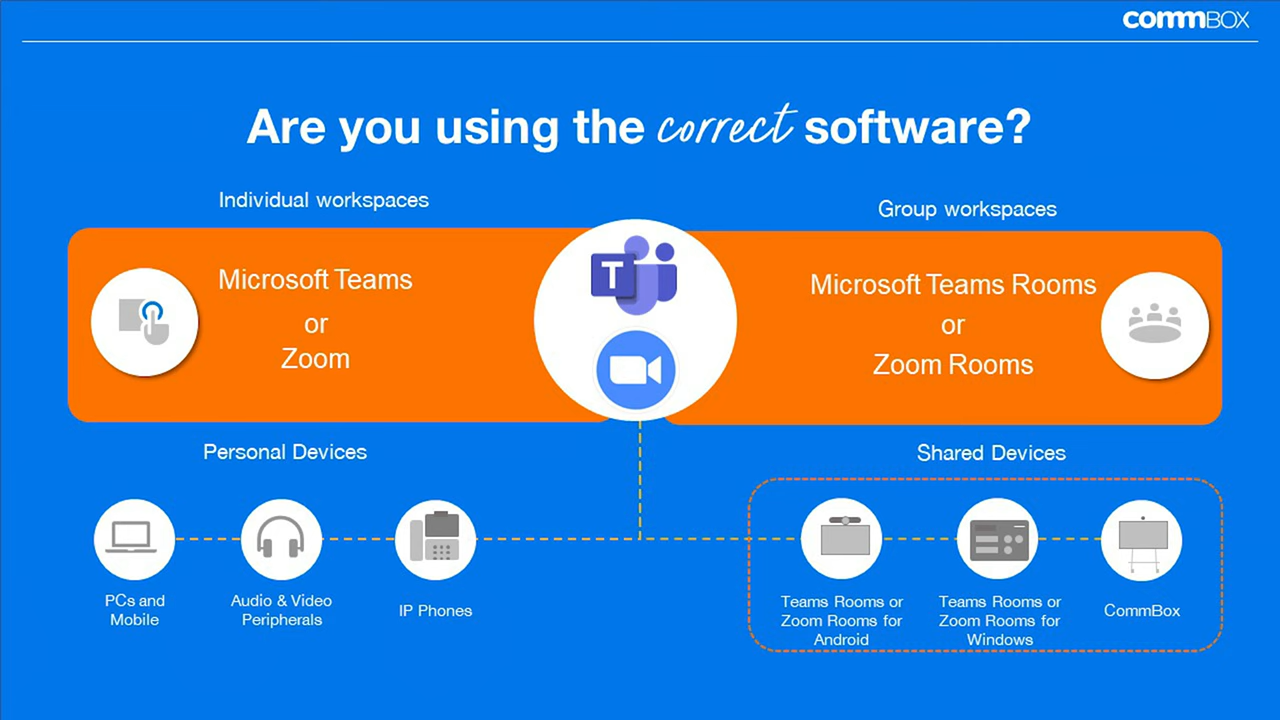 commBOX
Are you using the correct software?
Individual workspaces
Group workspaces
Microsoft Teams
or
Zoom
T
Microsoft Teams Rooms
or
Zoom Rooms
Personal Devices
Shared Devices
PCs and
Mobile
Audio & Video
Peripherals
IP Phones
Teams Rooms or
Zoom Rooms for
Android
Teams Rooms or
Zoom Rooms for
Windows
CommBox